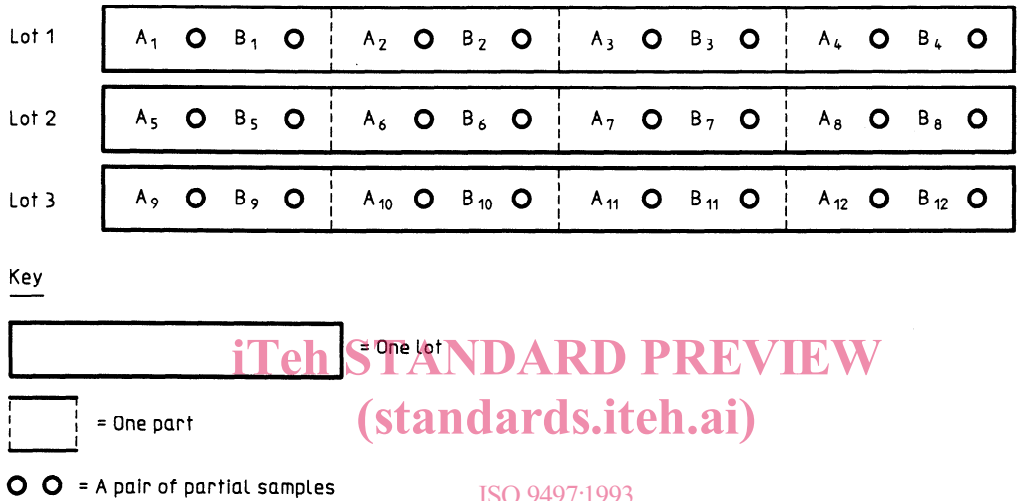 Lot 1 A₁ B₁ A₂ B₂ A₃ B₃ A₄ B₄
Lot 2 A₅ B₅ A₆ B₆ A₇ B₇ A₈ B₈
Lot 3 A₉ B₉ A₁₀ B₁₀ A₁₁ B₁₁ A₁₂ B₁₂
Key
= One lot
iTeh STANDARD PREVIEW
= One part
(standards.iteh.ai)
= A pair of partial samples
ISO 9497:1993